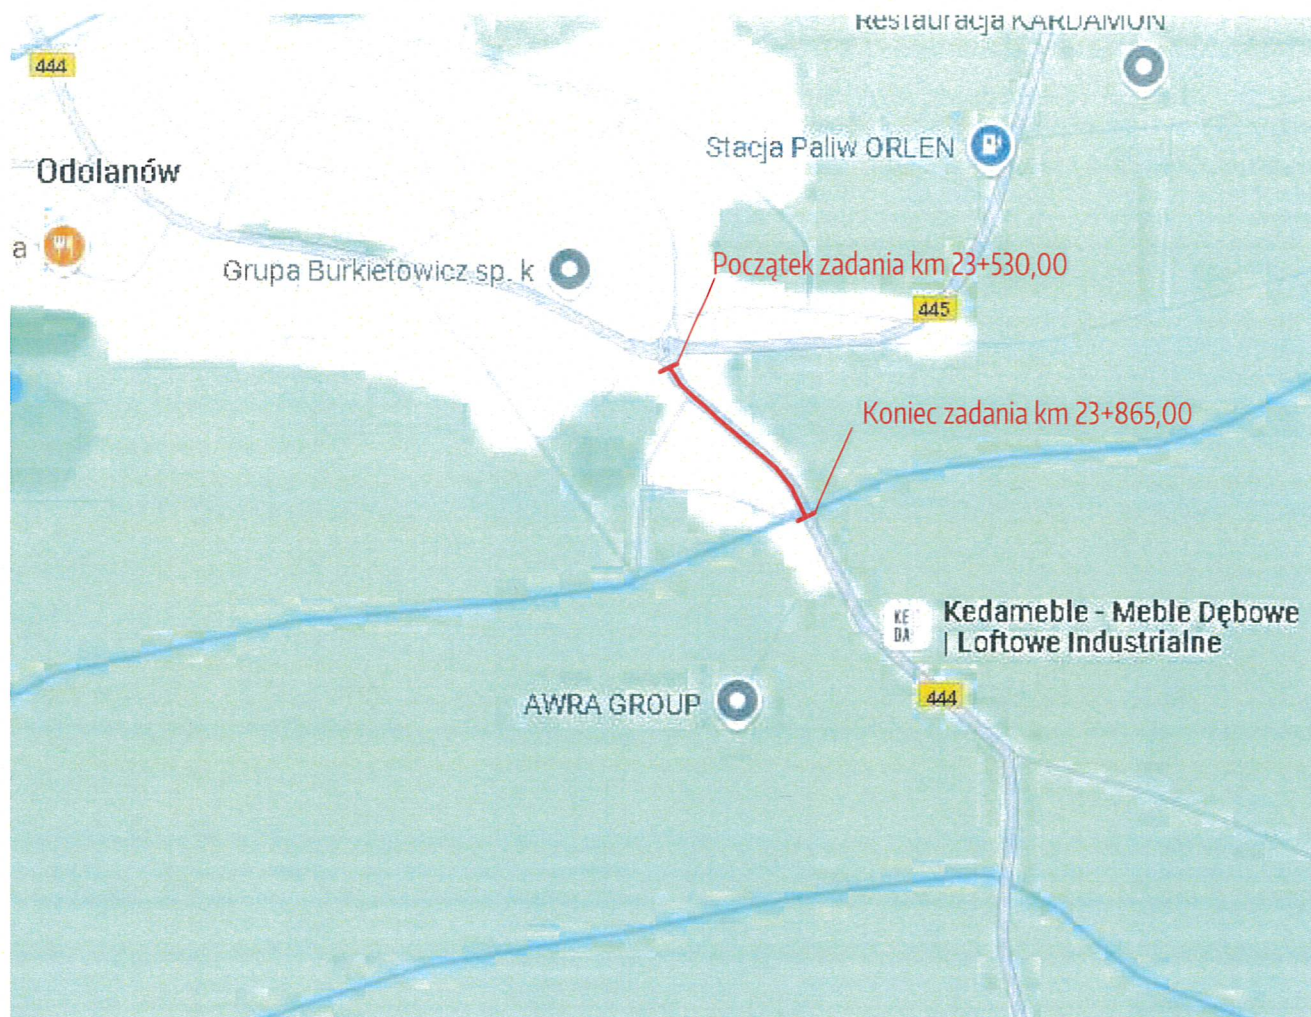 Restauracja KARDAMON
444
Stacja Paliw ORLEN
Odolanów
a
Grupa Burkietowicz sp. k
Początek zadania km 23+530,00
445
Koniec zadania km 23+865,00
KE
DA
Kedameble - Meble Dębowe
| Loftowe Industrialne
AWRA GROUP
444